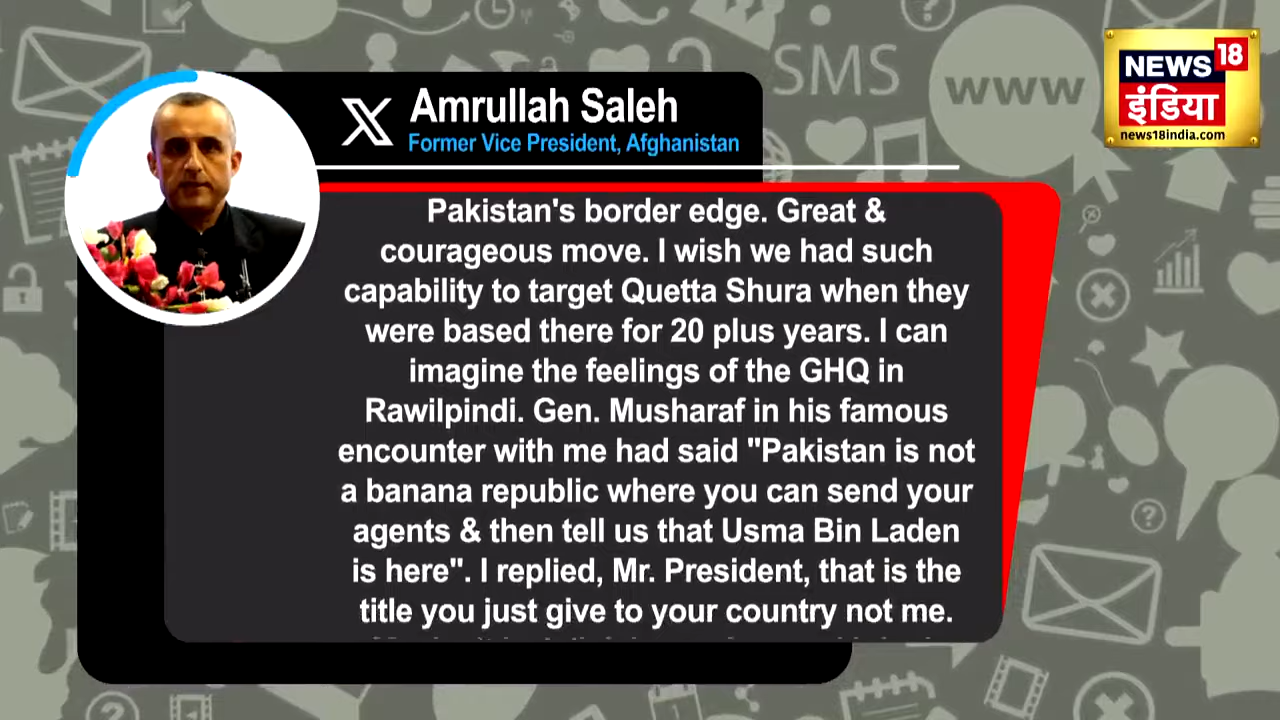 SMS
www
NEWS 18
इंडिया
news18india.com
X Amrullah Saleh
Former Vice President, Afghanistan
Pakistan's border edge. Great &
courageous move. I wish we had such
capability to target Quetta Shura when they
were based there for 20 plus years. I can
imagine the feelings of the GHQ in
Rawilpindi. Gen. Musharaf in his famous
encounter with me had said "Pakistan is not
a banana republic where you can send your
agents & then tell us that Usma Bin Laden
is here". I replied, Mr. President, that is the
title you just give to your country not me.